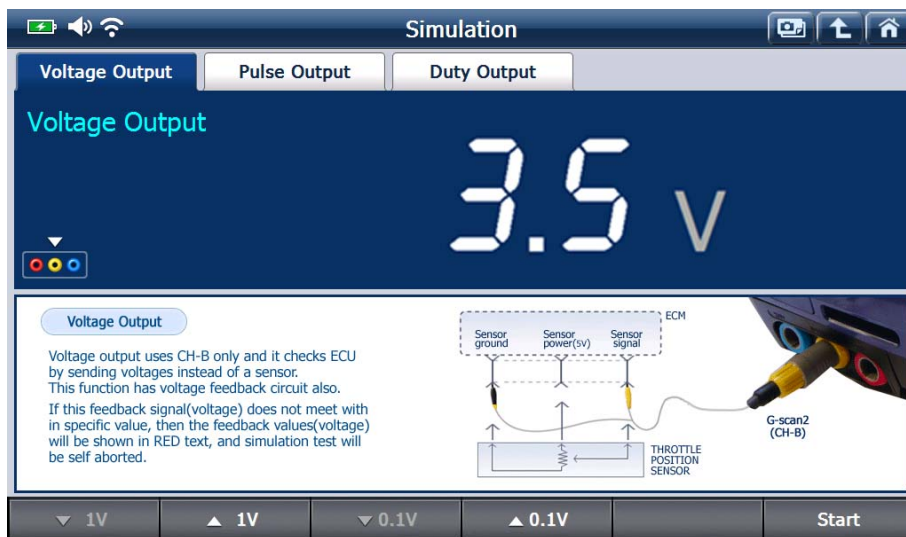 Simulation
Voltage Output
Pulse Output
Duty Output
Voltage Output
3.5 V
Voltage Output
Voltage output uses CH-B only and it checks ECU
by sending voltages instead of a sensor.
This function has voltage feedback circuit also.
If this feedback signal(voltage) does not meet with
in specific value, then the feedback values(voltage)
will be shown in RED text, and simulation test will
be self aborted.
ECM
Sensor
ground
Sensor
power(5V)
Sensor
signal
THROTTLE
POSITION
SENSOR
G-scan2
(CH-B)
▼ 1V
▲ 1V
▼ 0.1V
▲ 0.1V
Start